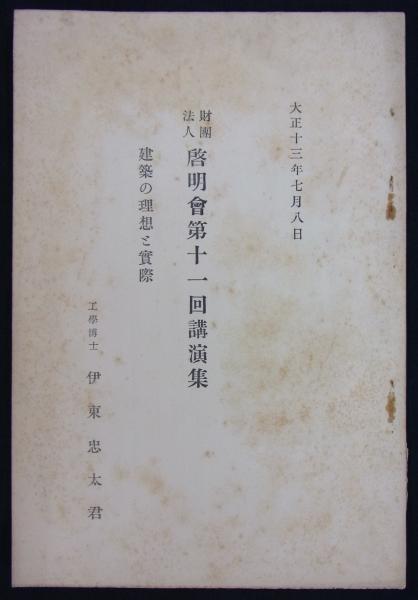 大正十三年七月八日
財團法人 啓明會第十一回講演集
建築の理想と實際
工學博士 伊東忠太君